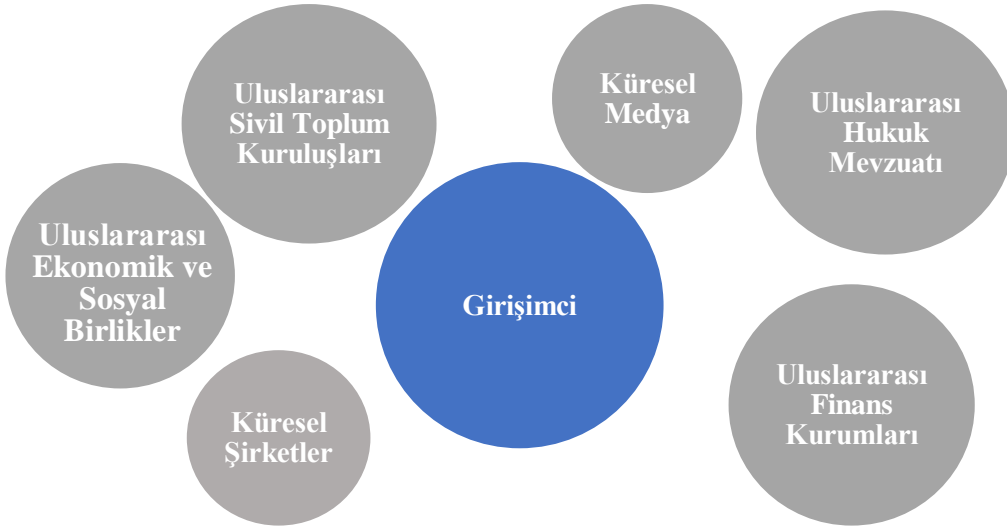 Uluslararası
Sivil Toplum
Kuruluşları
Küresel
Medya
Uluslararası
Hukuk
Mevzuatı
Uluslararası
Ekonomik ve
Sosyal
Birlikler
Girişimci
Küresel
Şirketler
Uluslararası
Finans
Kurumları